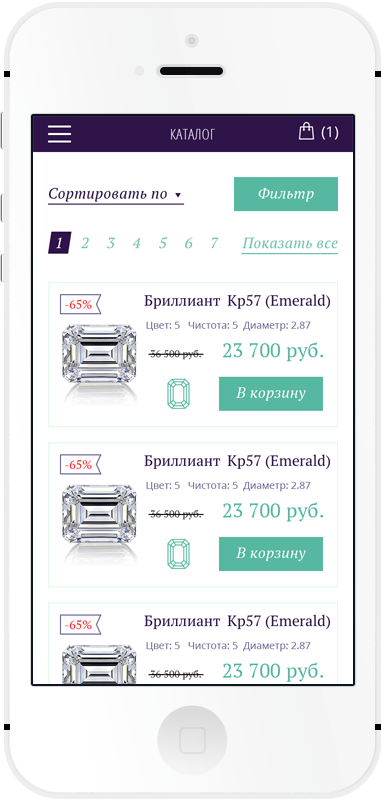 КАТАЛОГ
(1)
Сортировать по
Фильтр
1 2 3 4 5 6 7 Показать все
-65%
Бриллиант Кр57 (Emerald)
Цвет: 5 Чистота: 5 Диаметр: 2.87
36 500 руб.
23 700 руб.
В корзину
-65%
Бриллиант Кр57 (Emerald)
Цвет: 5 Чистота: 5 Диаметр: 2.87
36 500 руб.
23 700 руб.
В корзину
-65%
Бриллиант Кр57 (Emerald)
Цвет: 5 Чистота: 5 Диаметр: 2.87
36 500 руб.
23 700 руб.